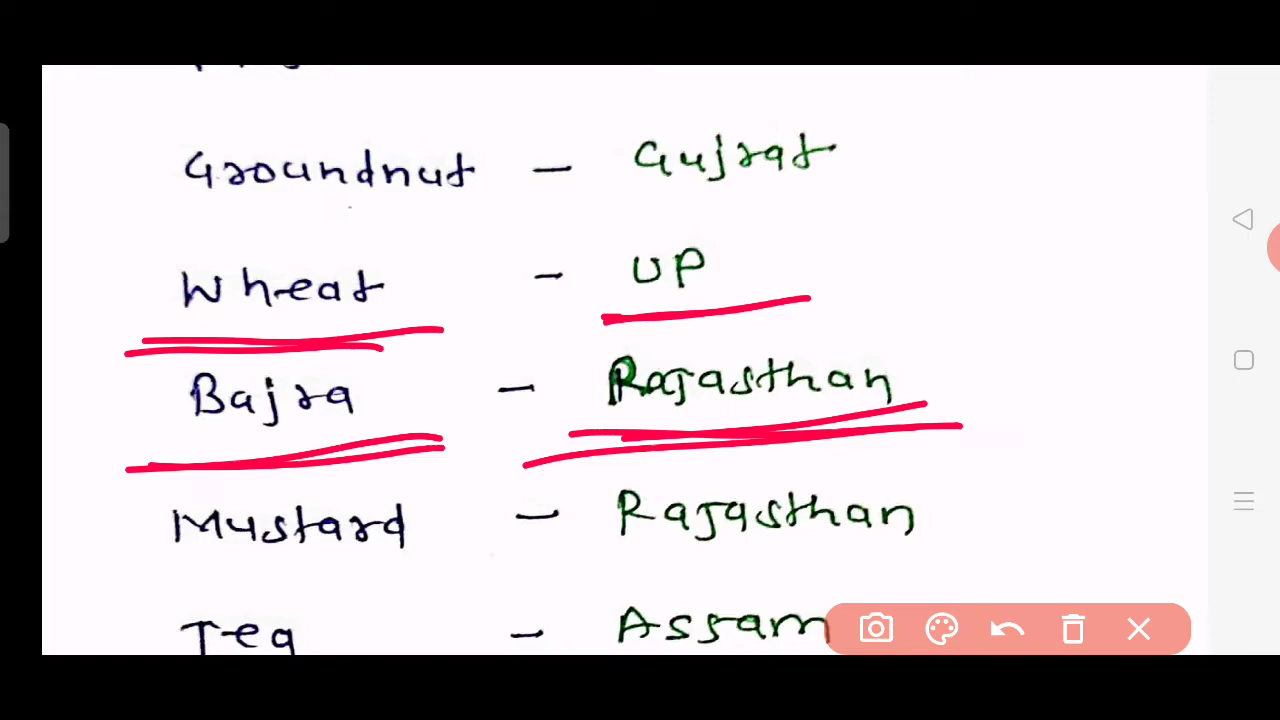 Groundnut - Gujrat
Wheat - UP
Bajra - Rajasthan
Mustard - Rajasthan
Tea - Assam